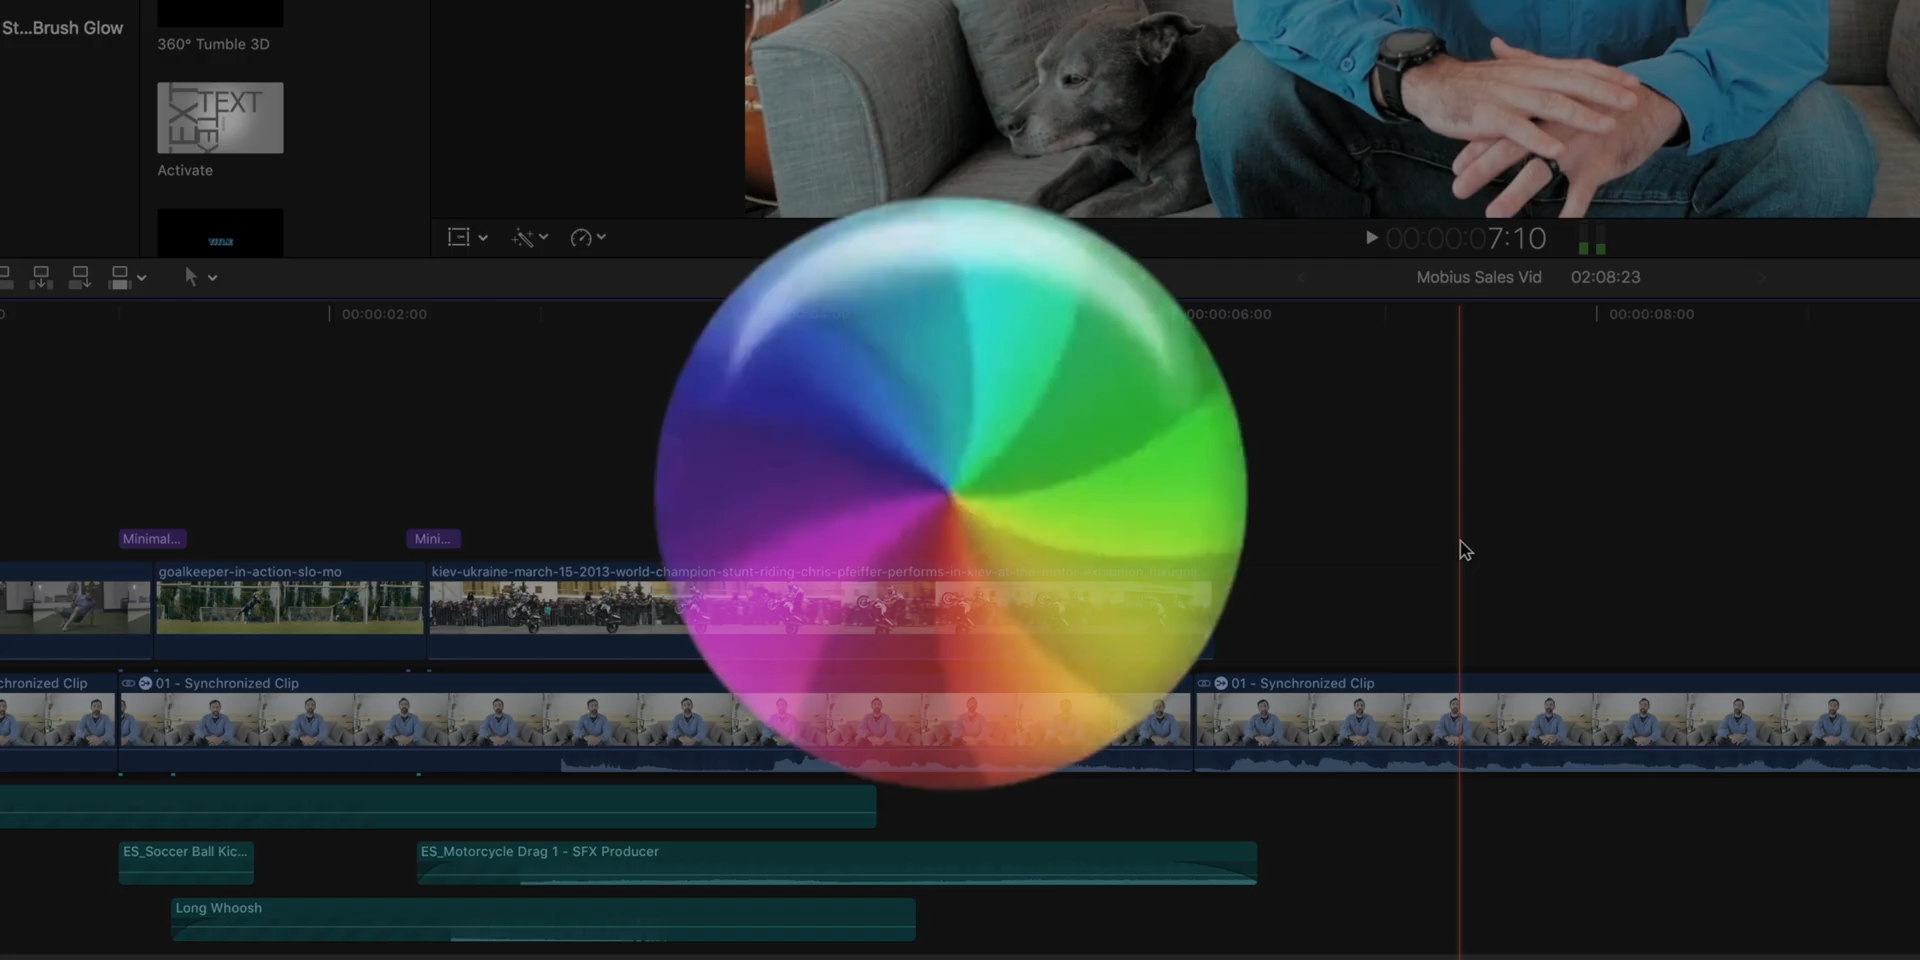 St...Brush Glow
360° Tumble 3D
TEXT
TEXT
TEXT
Activate
TITLE
00:00:07:10
Mobius Sales Vid 02:08:23
00:00:02:00
00:00:06:00
00:00:08:00
Minimal...
Mini...
goalkeeper-in-action-slo-mo
kiev-ukraine-march-15-2013-world-champion-stunt-riding-chris-pfeiffer-performs-in-kiev-at-the
chronized Clip
01 - Synchronized Clip
01 - Synchronized Clip
ES_Soccer Ball Kic...
ES_Motorcycle Drag 1 - SFX Producer
Long Whoosh